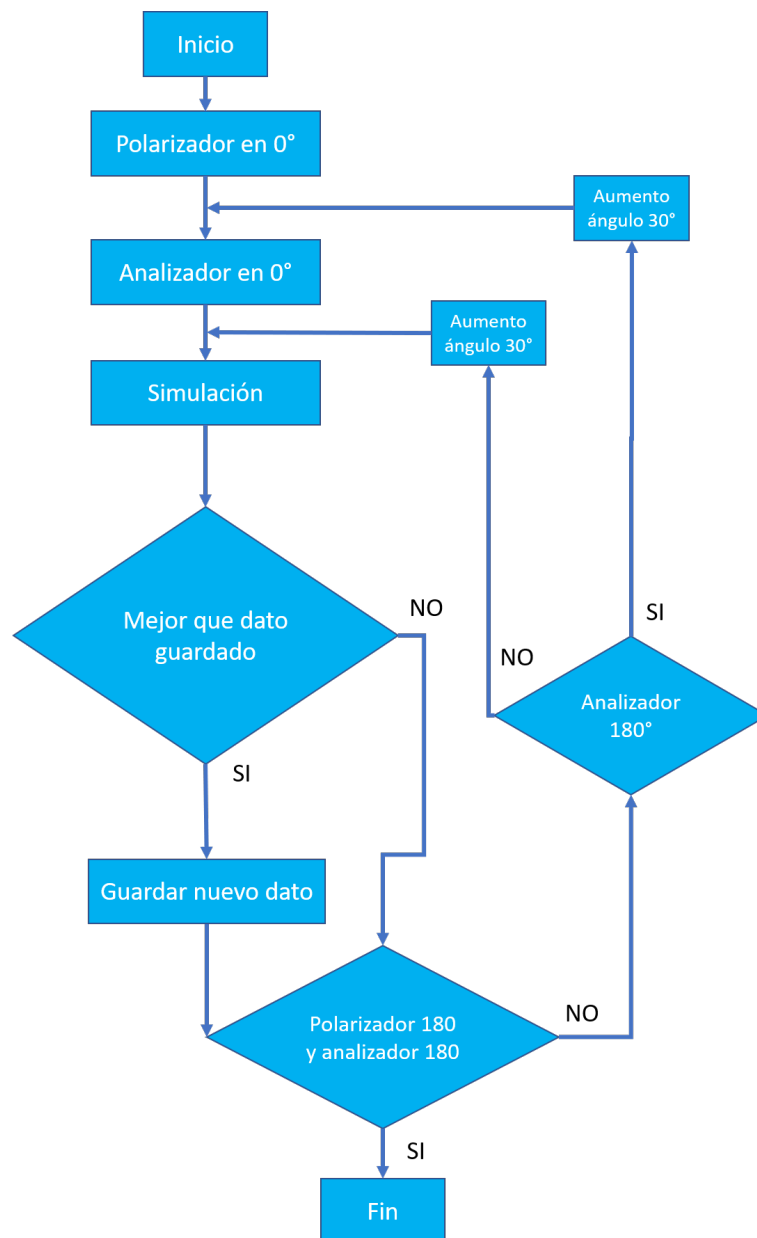 Inicio
Polarizador en 0°
Aumento
ángulo 30°
Analizador en 0°
Aumento
ángulo 30°
Simulación
Mejor que dato
guardado
NO
SI
NO
SI
Analizador
180°
Guardar nuevo dato
Polarizador 180
y analizador 180
NO
SI
Fin